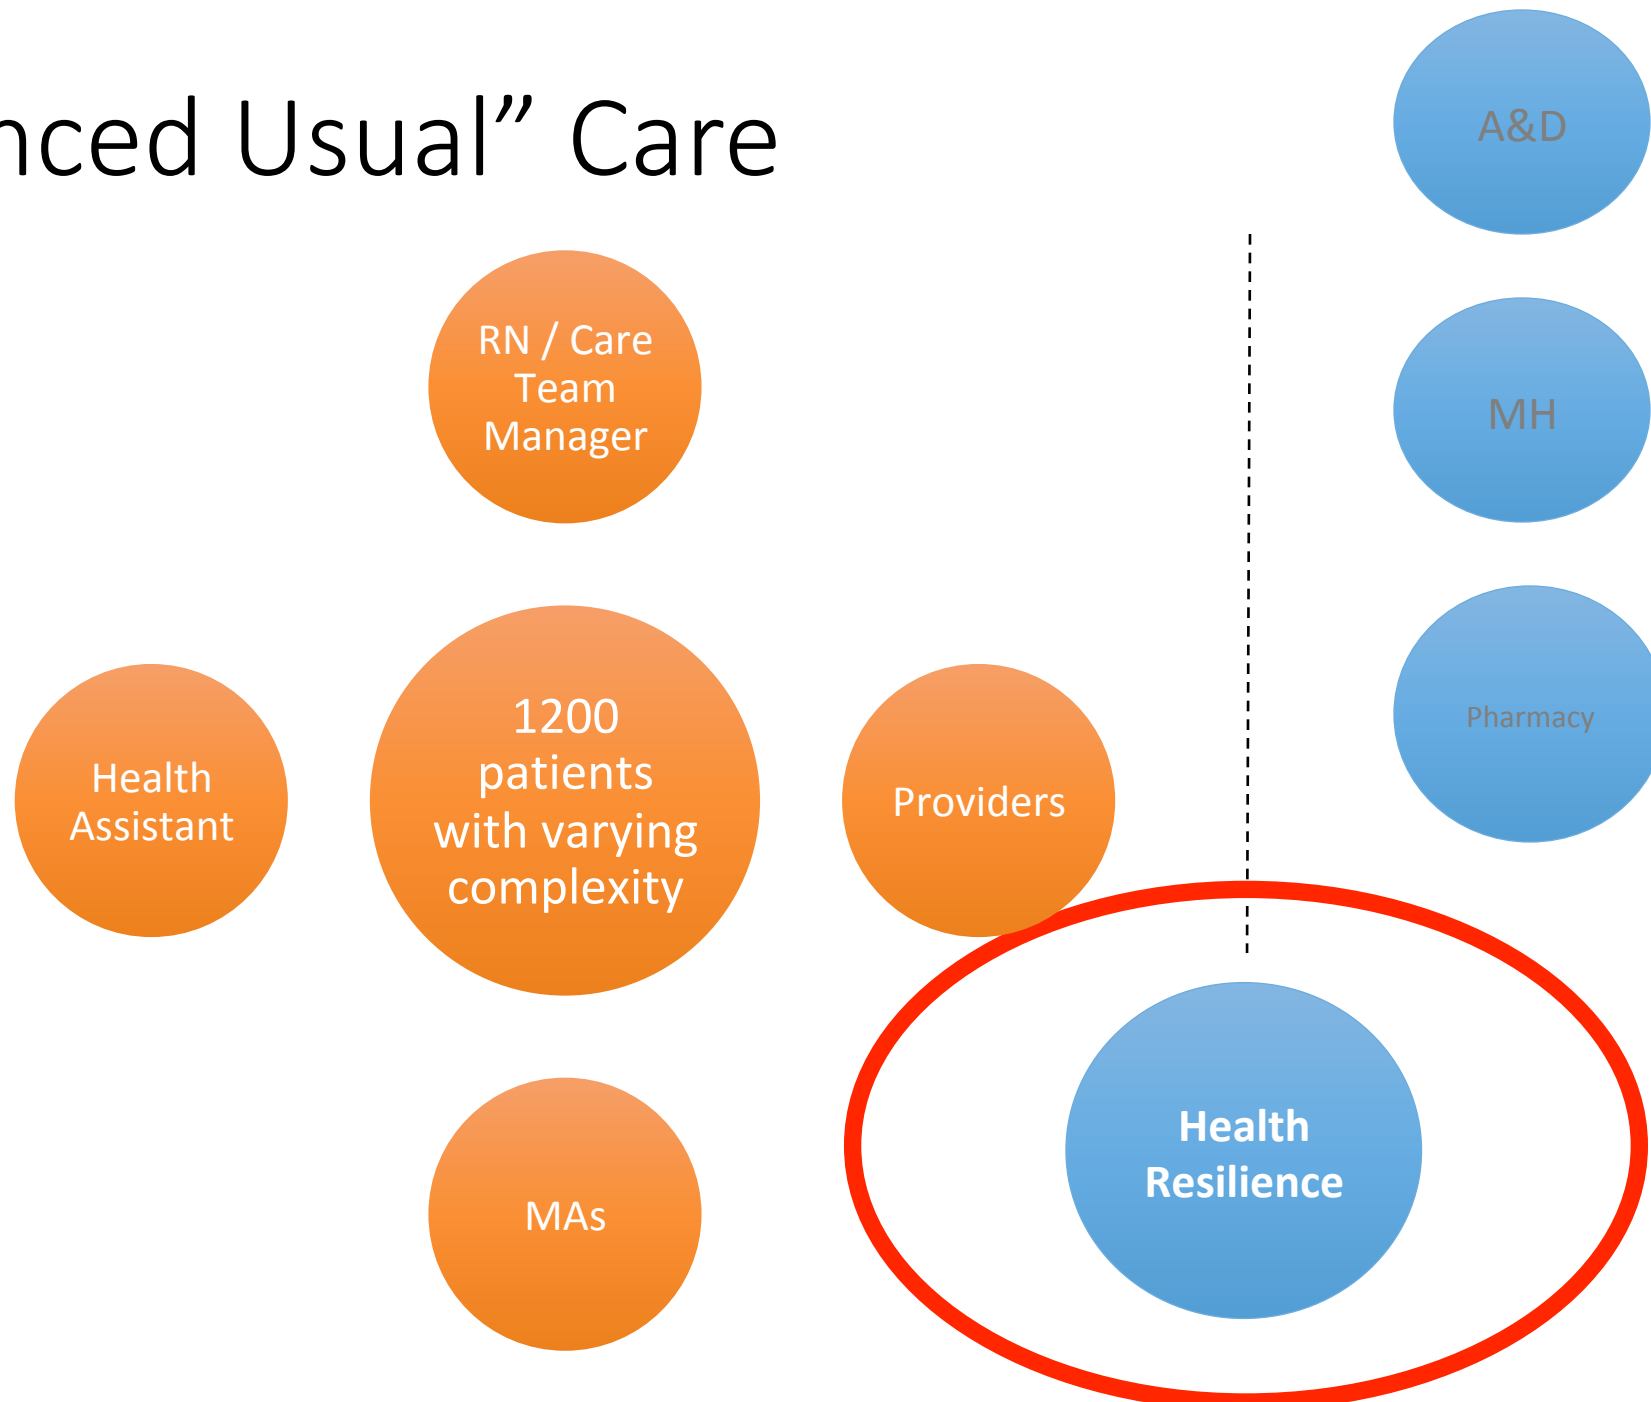 nced Usual” Care
A&D
RN / Care
Team
Manager
MH
1200
patients
with varying
complexity
Health
Assistant
Providers
Pharmacy
Health
Resilience
MAs